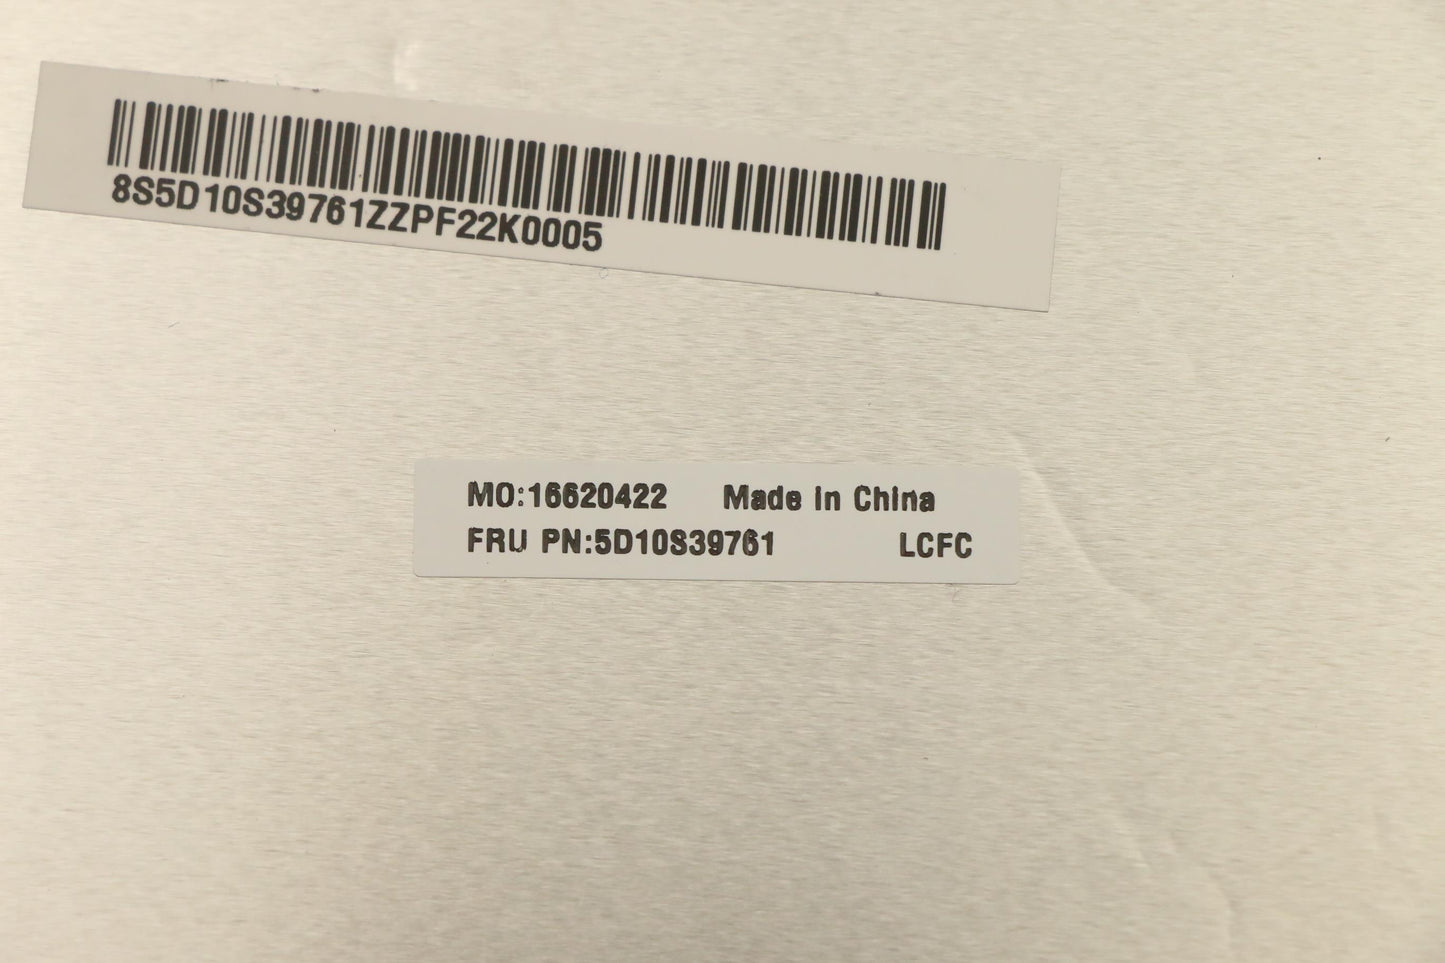 8S5D10S39761ZZPF22K0005
MO:16620422 Made in China
FRU PN:5D10S39761 LCFC